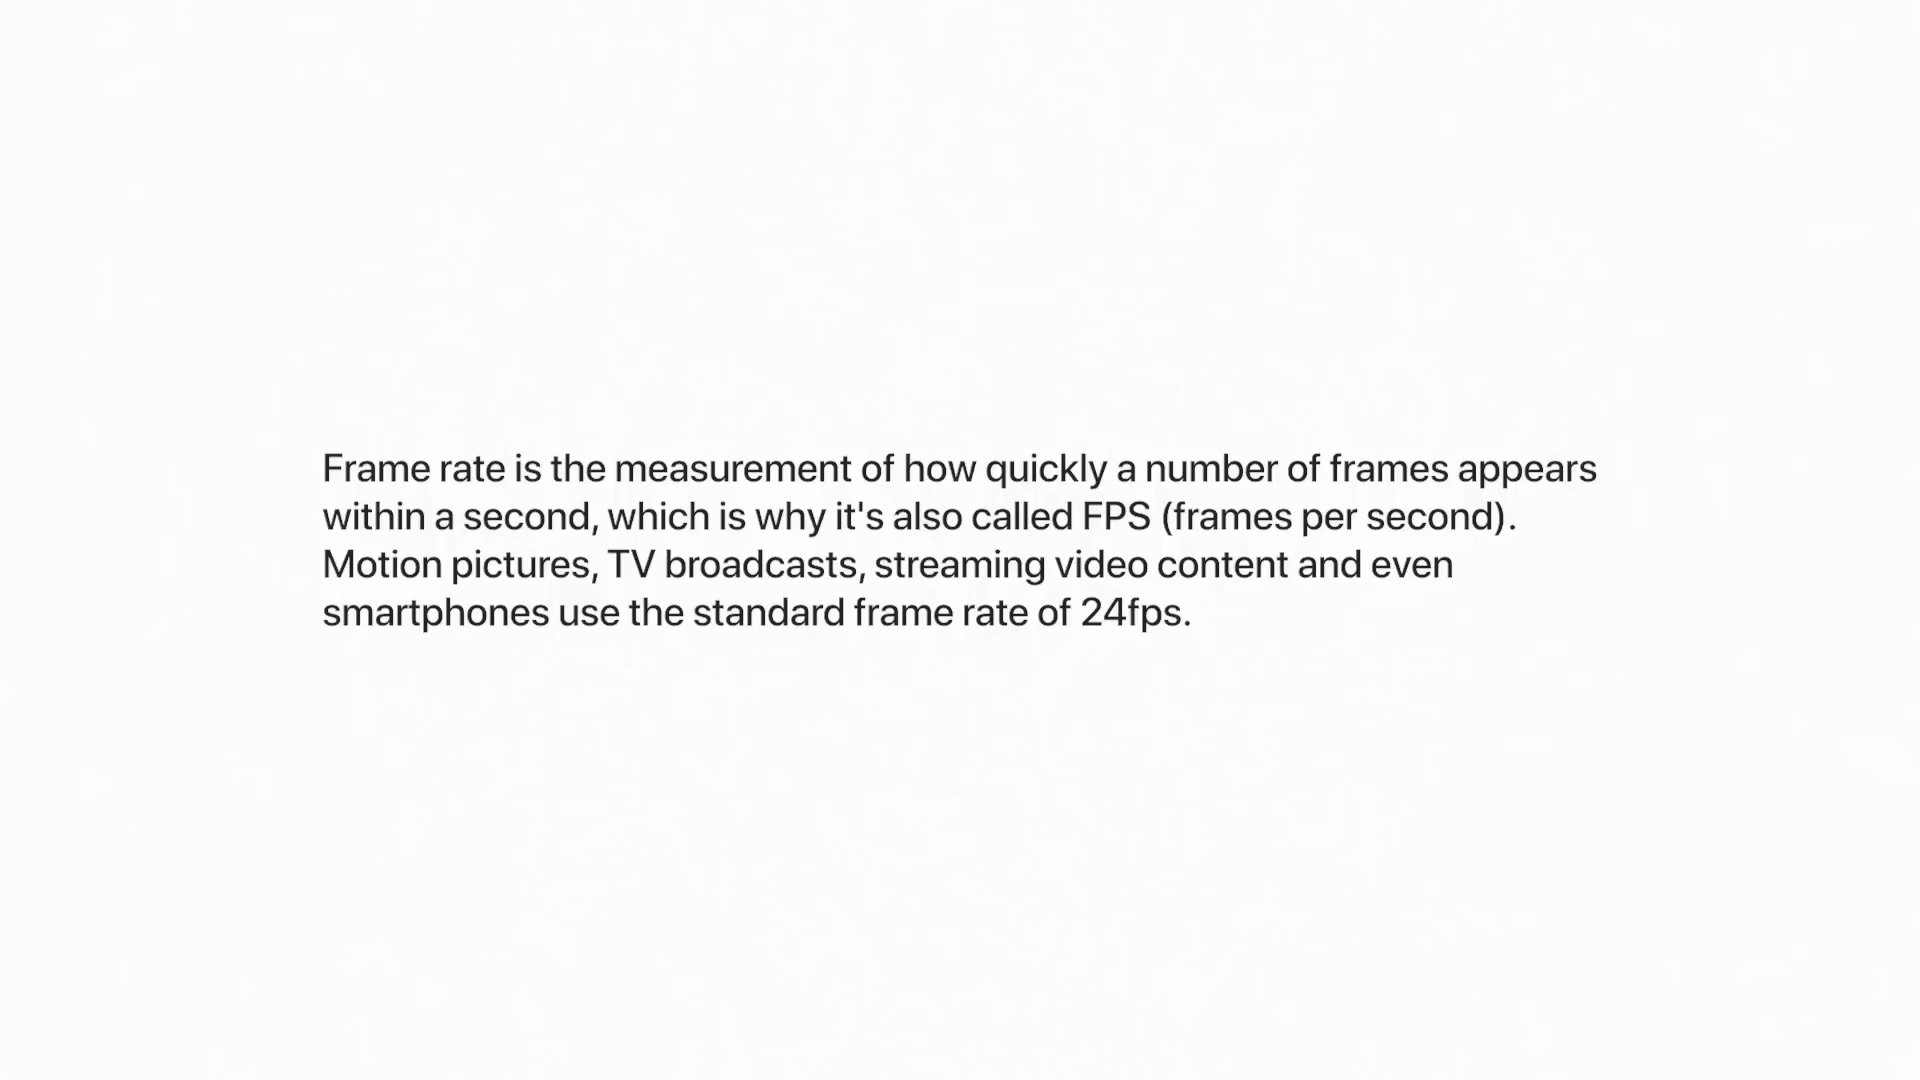 Frame rate is the measurement of how quickly a number of frames appears
within a second, which is why it's also called FPS (frames per second).
Motion pictures, TV broadcasts, streaming video content and even
smartphones use the standard frame rate of 24fps.